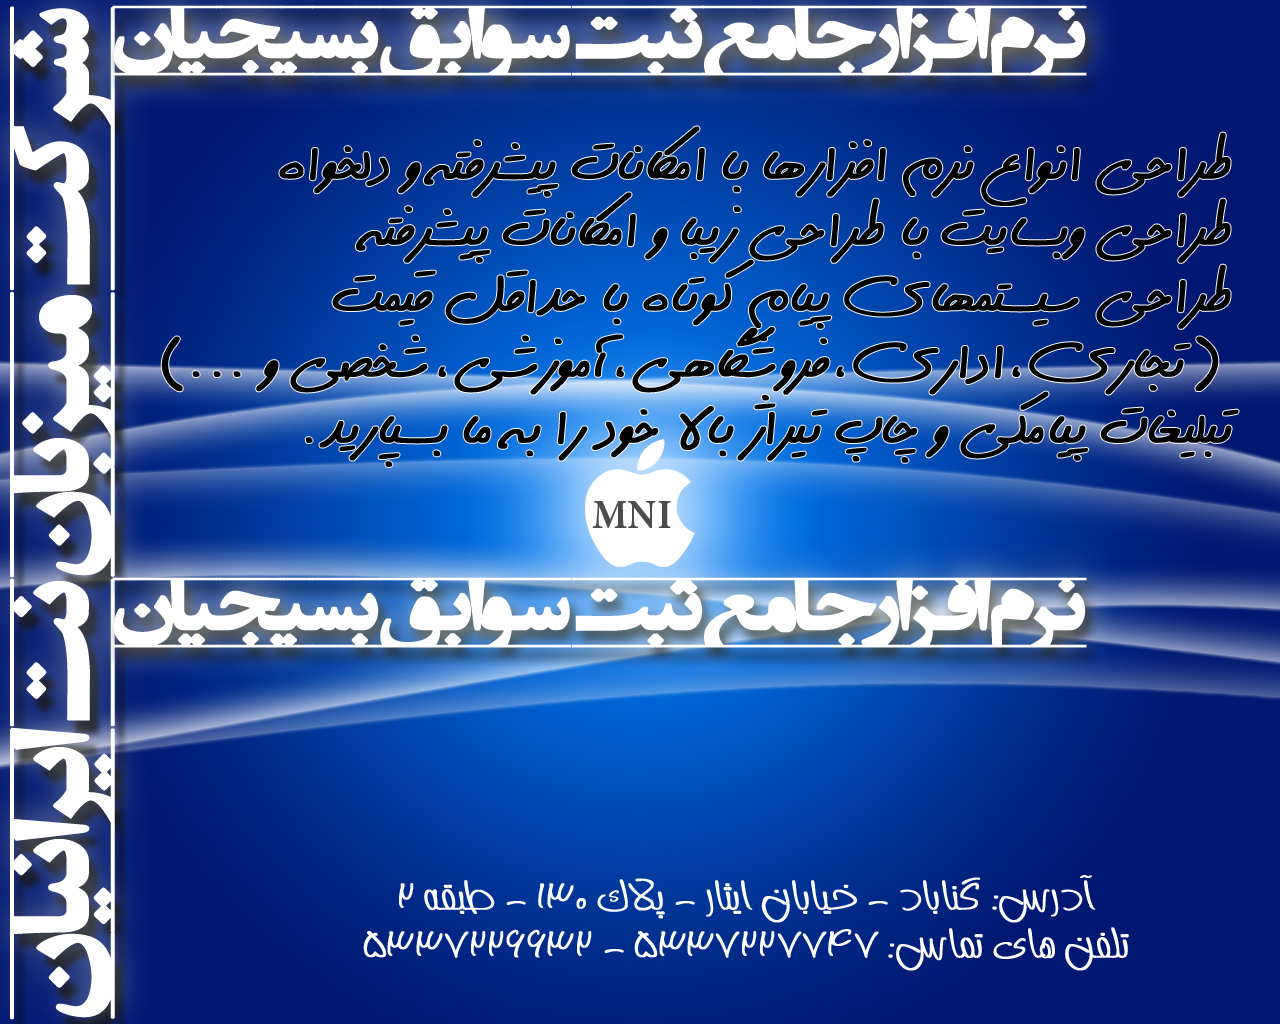 نرم افزار جامع ثبت سوابق بسیجیان
شرکت میزبان نت ایرانیان
طراحی انواع نرم افزارها با امکانات پیشرفته و دلخواه
طراحی وبسایت با طراحی زیبا و امکانات پیشرفته
طراحی سیستمهای پیام کوتاه با حداقل قیمت
( تجاری، اداری، فروشگاهی، آموزشی، شخصی و ...)
تبلیغات پیامکی و چاپ تیراژ بالا خود را به ما بسپارید.
MNI
نرم افزار جامع ثبت سوابق بسیجیان
آدرس: گناباد - خیابان ایثار - پلاک ۱۳۰ - طبقه ۲
تلفن های تماس: ۵۳۳۷۲۲۷۷۴۷ - ۵۳۳۷۲۲۹۹۳۲